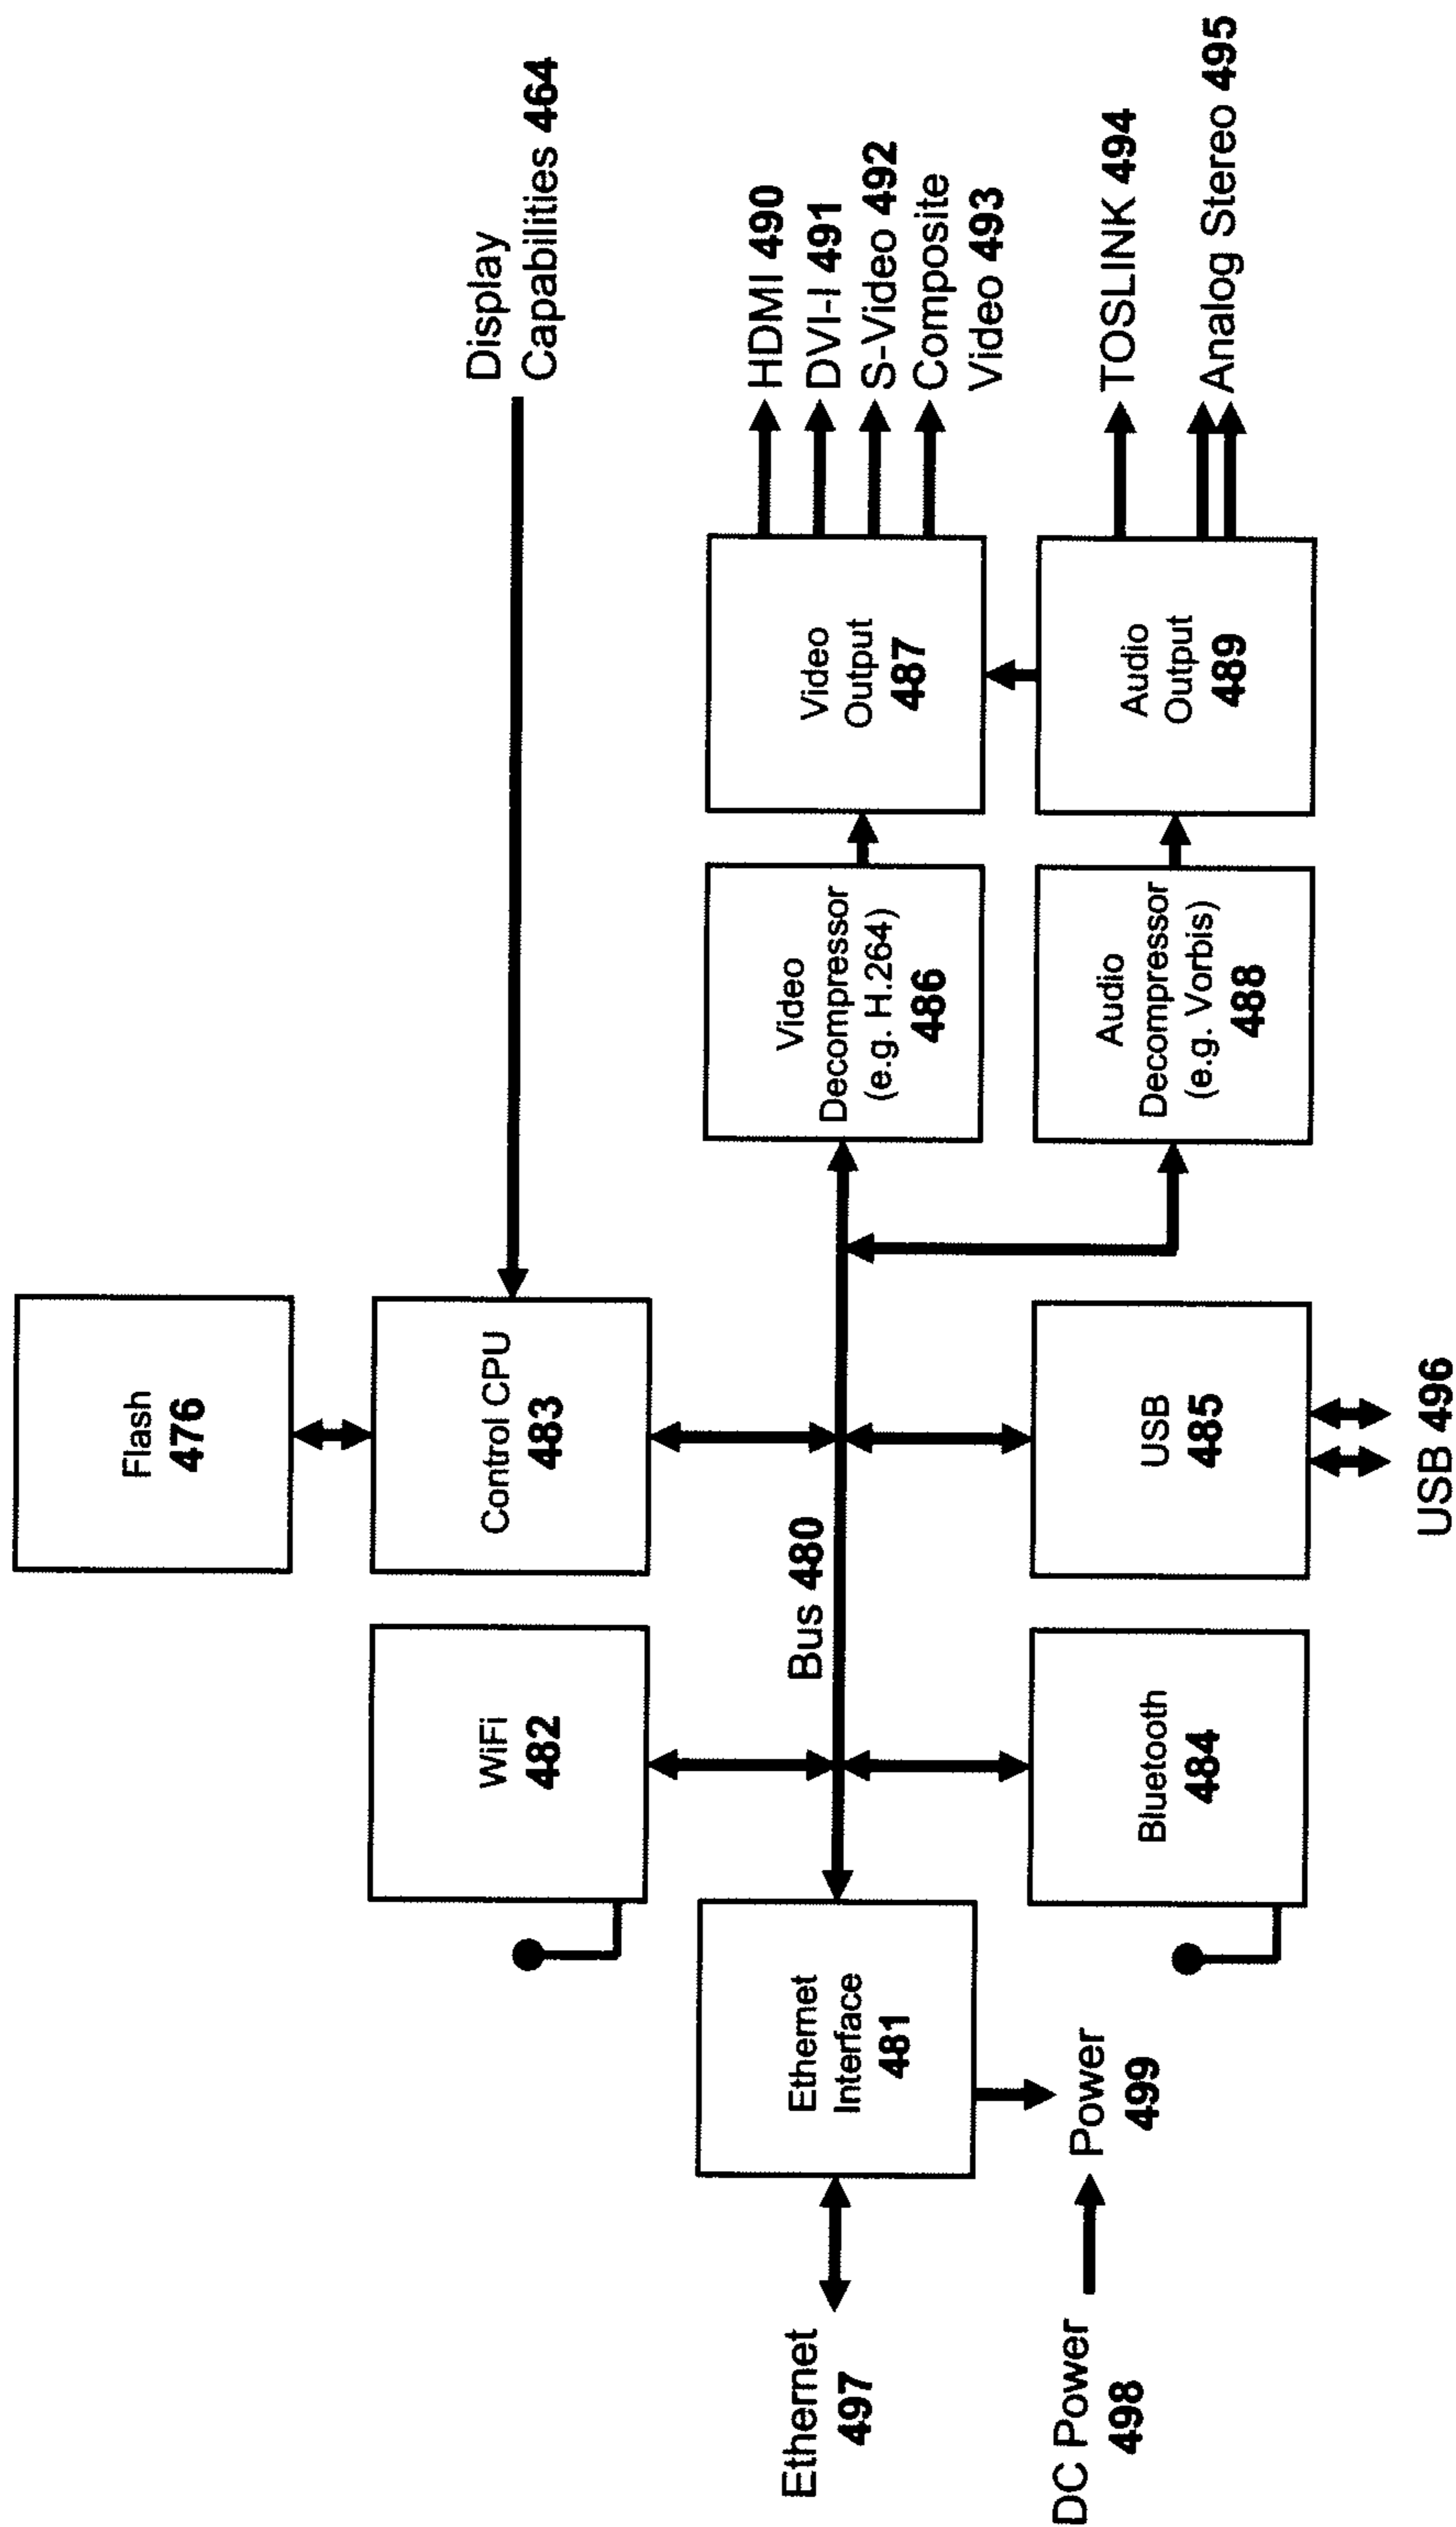 Flash
476
Display
Capabilities 464
WiFi
482
Control CPU
483
Bus 480
Ethernet
497
Ethernet
Interface
481
Video
Decompressor
(e.g. H.264)
486
Video
Output
487
HDMI 490
DVI-I 491
S-Video 492
Composite
Video 493
DC Power
498
Power
499
Bluetooth
484
USB
485
Audio
Decompressor
(e.g. Vorbis)
488
Audio
Output
489
TOSLINK 494
Analog Stereo 495
USB 496